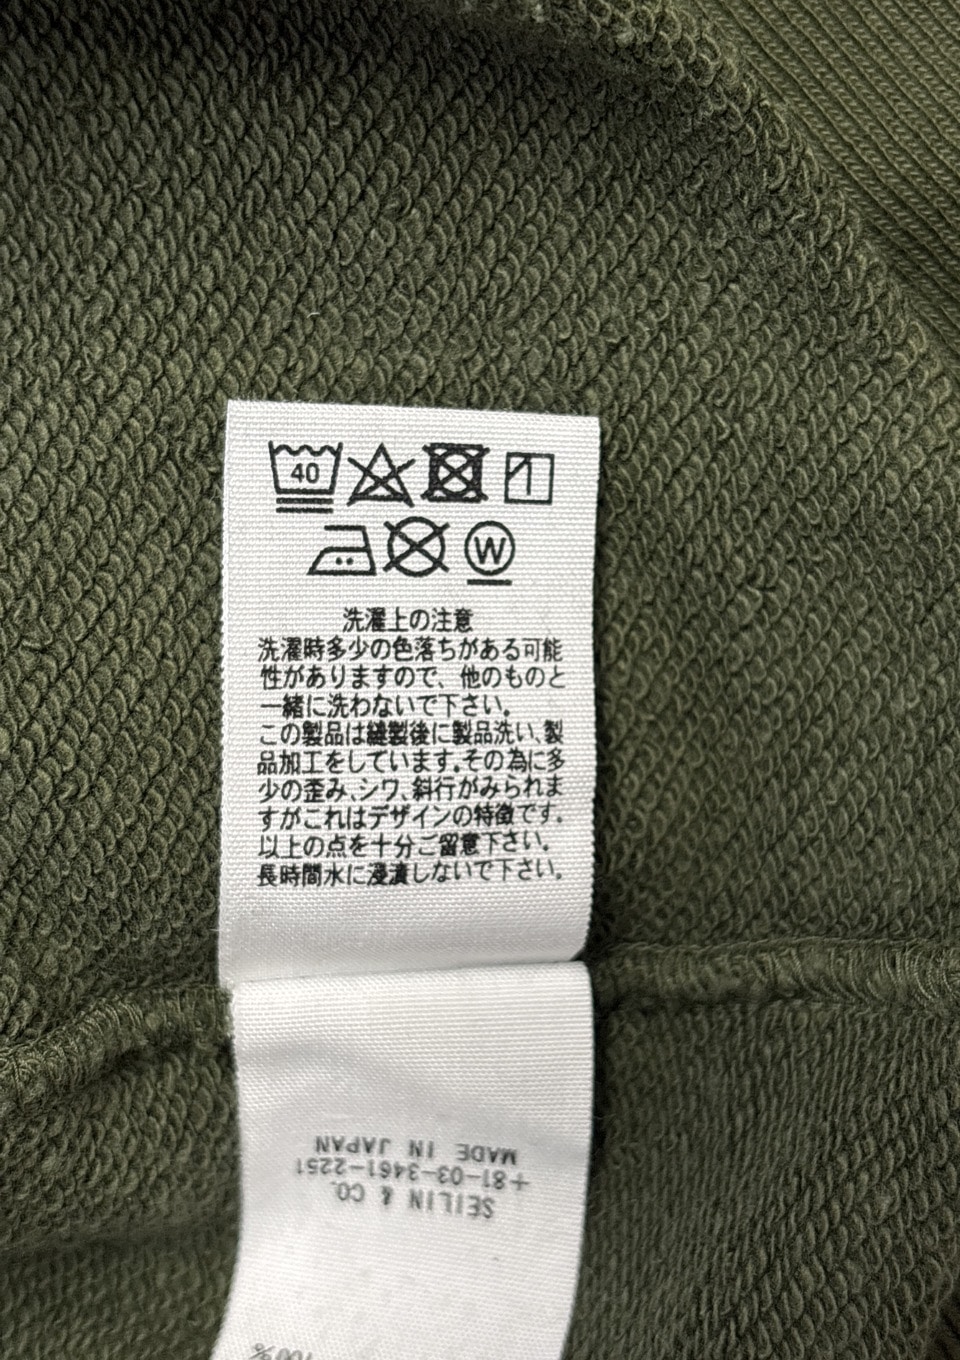 40
W
洗濯上の注意
洗濯時多少の色落ちがある可能
性がありますので、他のものと
一緒に洗わないで下さい。
この製品は縫製後に製品洗い、製
品加工をしています。その為に多
少の歪み、シワ、斜行がみられま
すがこれはデザインの特徴です。
以上の点を十分ご留意下さい。
長時間水に浸漬しないで下さい。
SEILIN & CO.
+81-03-3461-2251
MADE IN JAPAN
100%